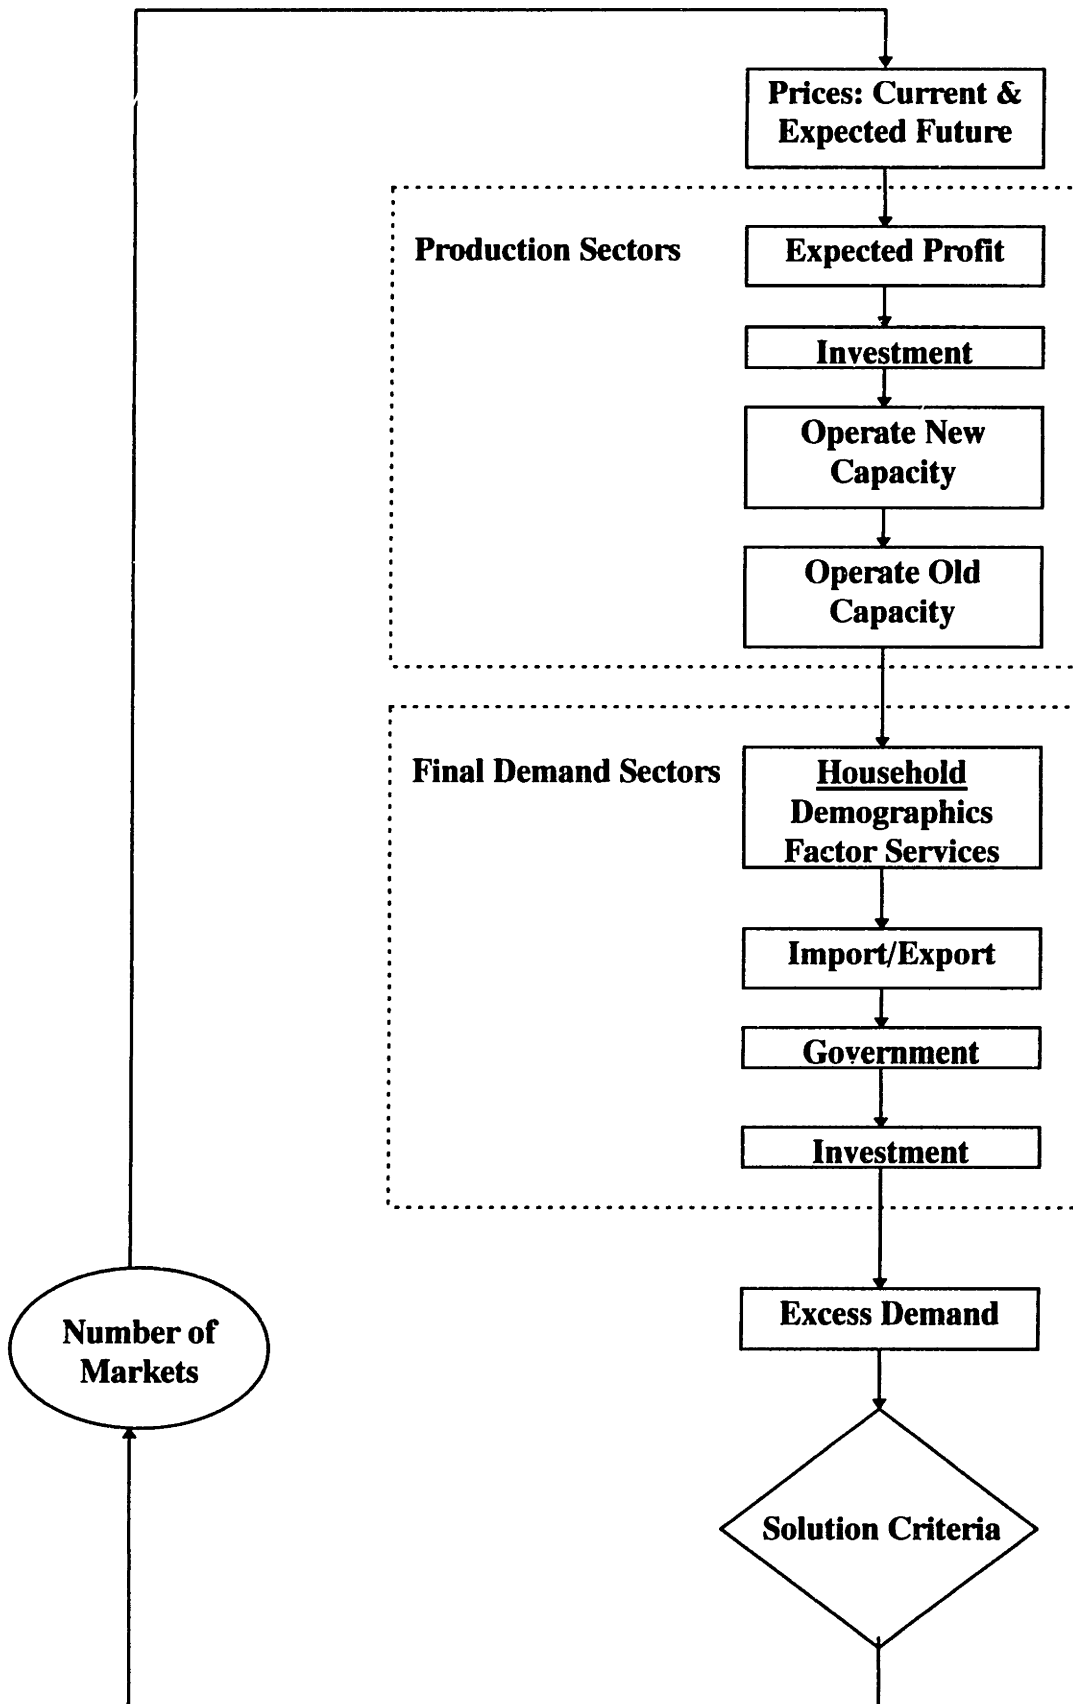 Prices: Current &
Expected Future
Production Sectors
Expected Profit
Investment
Operate New
Capacity
Operate Old
Capacity
Final Demand Sectors
Household
Demographics
Factor Services
Import/Export
Government
Investment
Excess Demand
Number of
Markets
Solution Criteria